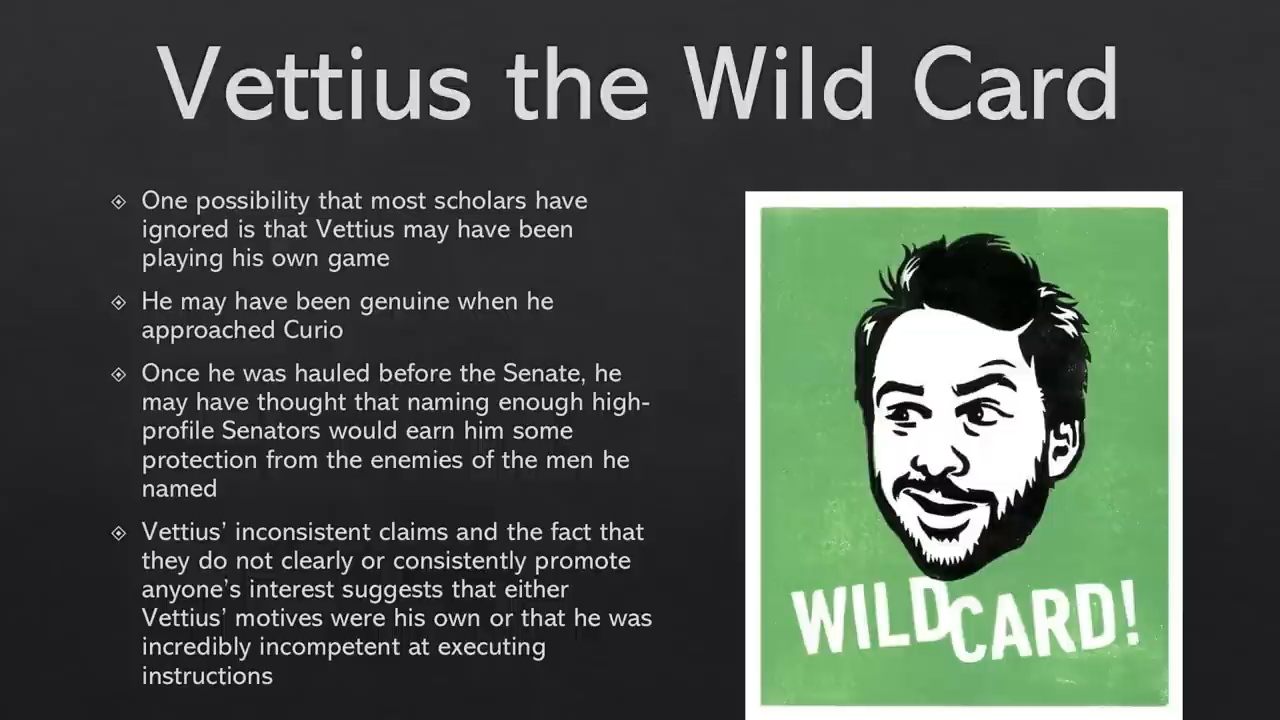 Vettius the Wild Card
One possibility that most scholars have
ignored is that Vettius may have been
playing his own game
He may have been genuine when he
approached Curio
Once he was hauled before the Senate, he
may have thought that naming enough high-
profile Senators would earn him some
protection from the enemies of the men he
named
Vettius’ inconsistent claims and the fact that
they do not clearly or consistently promote
anyone’s interest suggests that either
Vettius’ motives were his own or that he was
incredibly incompetent at executing
instructions
WILD CARD!